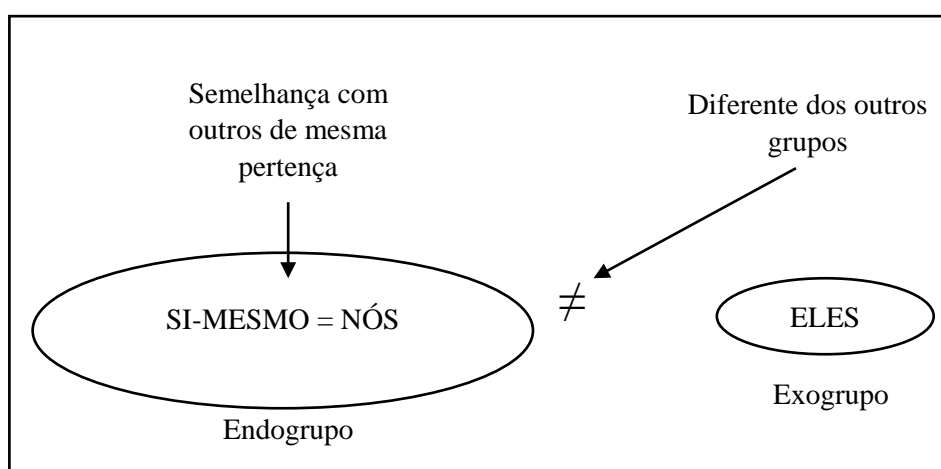 Semelhança com
outros de mesma
pertença
Diferente dos outros
grupos
SI-MESMO = NÓS
≠
ELES
Endogrupo
Exogrupo